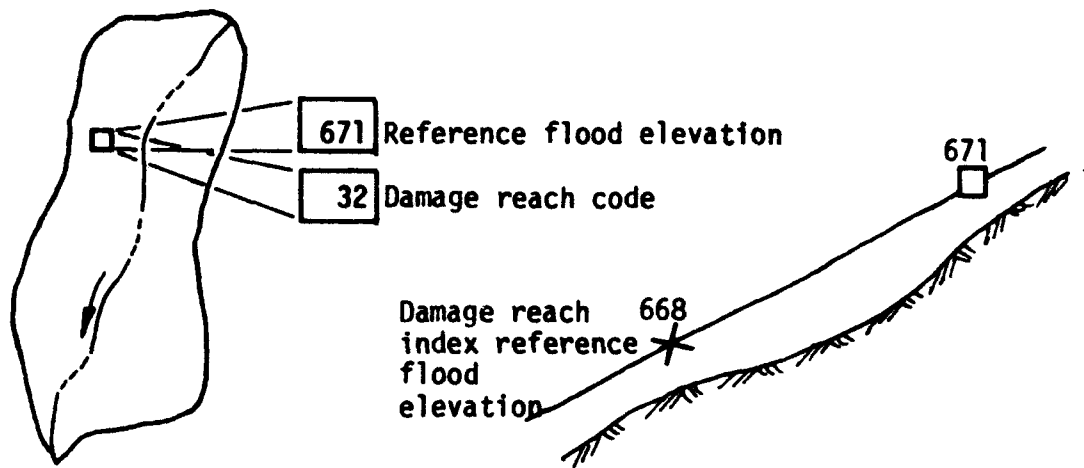 671 Reference flood elevation
32 Damage reach code
671
Damage reach 668
index reference
flood
elevation